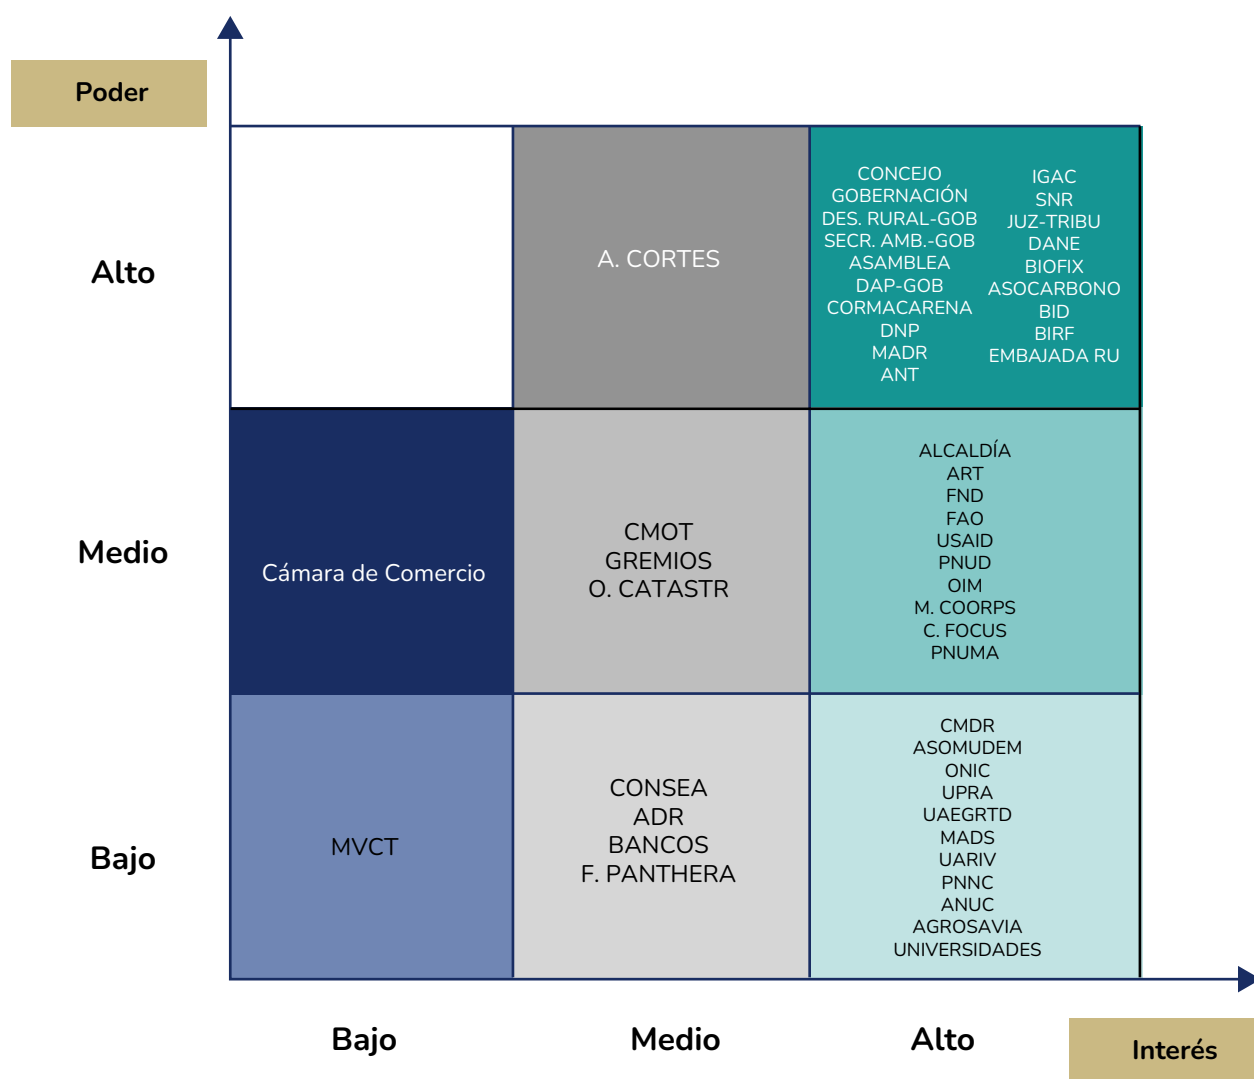 Poder
Alto
A. CORTES
CONCEJO
GOBERNACIÓN
DES. RURAL-GOB
SECR. AMB.-GOB
ASAMBLEA
DAP-GOB
CORMACARENA
DNP
MADR
ANT
IGAC
SNR
JUZ-TRIBU
DANE
BIOFIX
ASOCARBONO
BID
BIRF
EMBAJADA RU
Medio
Cámara de Comercio
CMOT
GREMIOS
O. CATASTR
ALCALDÍA
ART
FND
FAO
USAID
PNUD
OIM
M. COORPS
C. FOCUS
PNUMA
Bajo
MVCT
CONSEA
ADR
BANCOS
F. PANTHERA
CMDR
ASOMUDEM
ONIC
UPRA
UAEGRTD
MADS
UARIV
PNNC
ANUC
AGROSAVIA
UNIVERSIDADES
Bajo
Medio
Alto
Interés